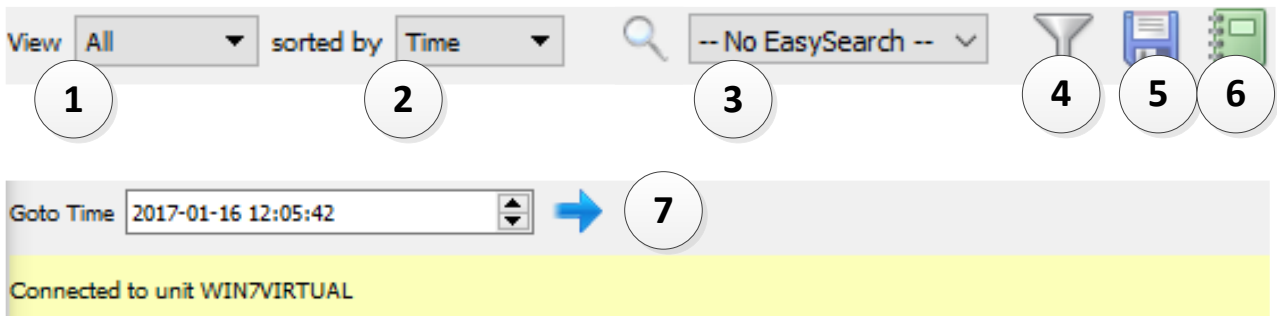 View All sorted by Time -- No EasySearch --
1 2 3 4 5 6
Goto Time 2017-01-16 12:05:42 7
Connected to unit WIN7VIRTUAL